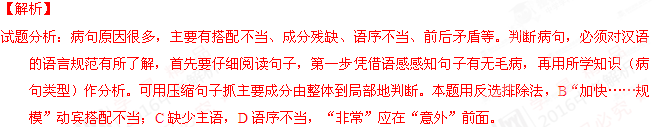 【解析】
试题分析：病句原因很多，主要有搭配不当、成分残缺、语序不当、前后矛盾等。判断病句，必须对汉语
的语言规范有所了解，首先要仔细阅读句子，第一步凭借语感感知句子有无毛病，再用所学知识（病
句类型）作分析。可用压缩句子抓主要成分由整体到局部地判断。本题用反选排除法，B“加快……规
模”动宾搭配不当；C 缺少主语，D 语序不当，“非常”应在“意外”前面。